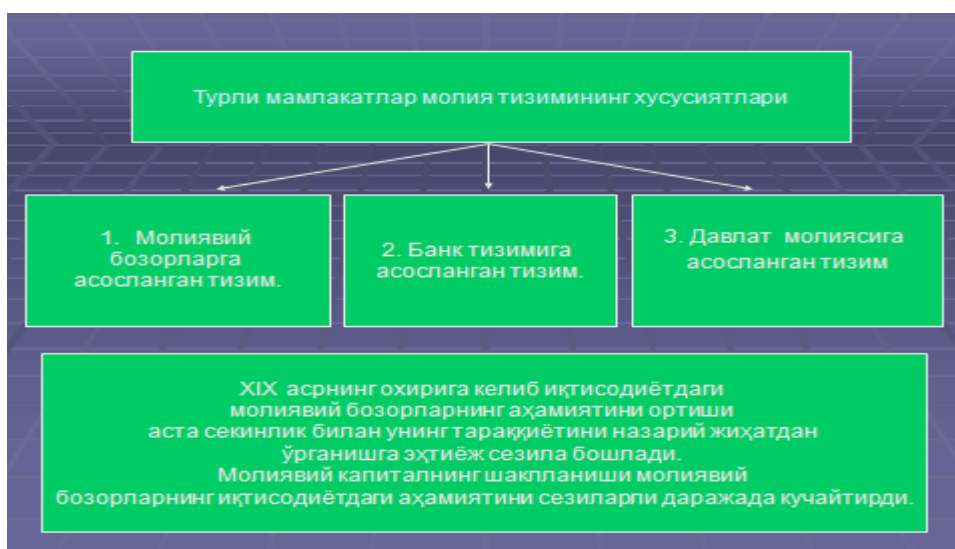 Турли мамлакатлар молия тизимининг хусусиятлари
1. Молиявий
бозорларга
асосланган тизим.
2. Банк тизимига
асосланган тизим.
3. Давлат молиясига
асосланган тизим
XIX асрнинг охирига келиб иқтисодиётдаги
молиявий бозорларнинг аҳамиятини ортиши
аста секинлик билан унинг тараққиётини назарий жиҳатдан
ўрганишга эҳтиёж сезила бошлади.
Молиявий капиталнинг шаклланиши молиявий
бозорларнинг иқтисодиётдаги аҳамиятини сезиларли даражада кучайтирди.